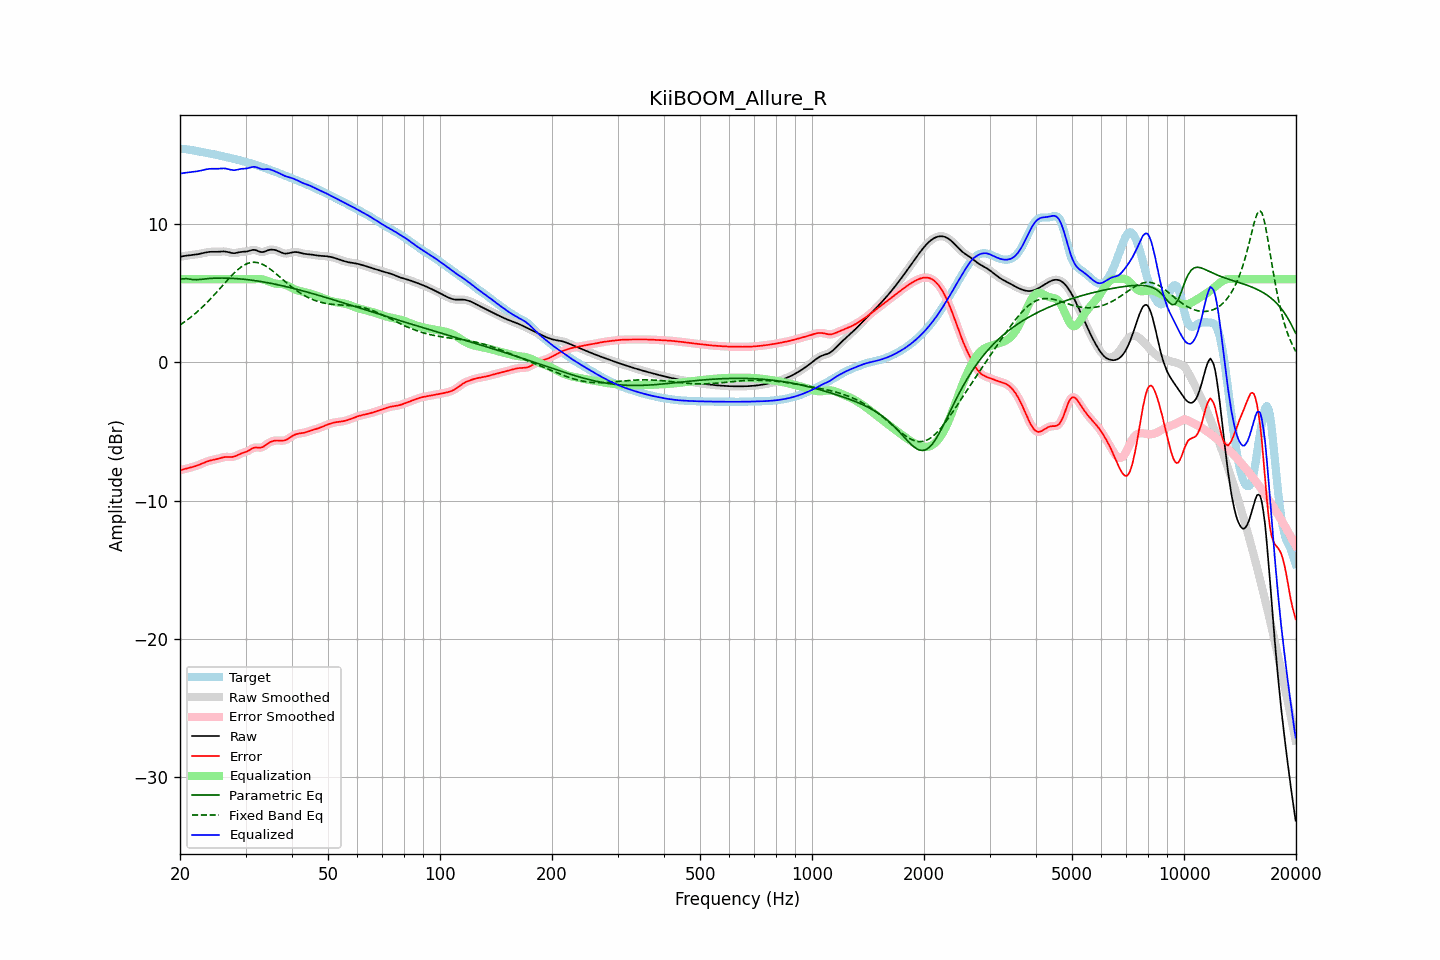 KiiBOOM_Allure_R
Amplitude (dBr)
10
0
−10
−20
−30
Target
Raw Smoothed
Error Smoothed
Raw
Error
Equalization
Parametric Eq
Fixed Band Eq
Equalized
20 50 100 200 500 1000 2000 5000 10000 20000
Frequency (Hz)